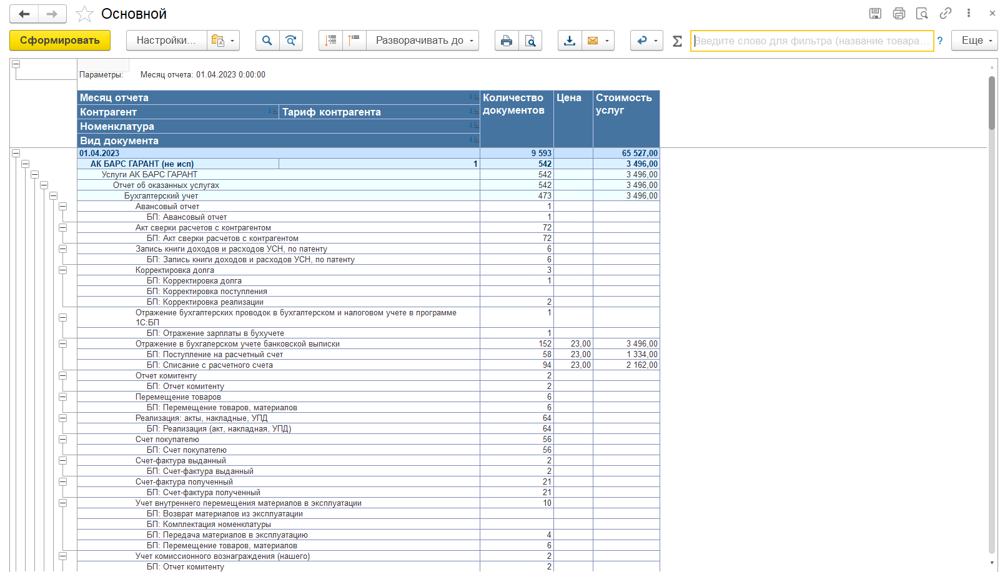 Основной
Сформировать
Настройки...
Разворачивать до
Σ
Введите слово для фильтра (название товара...
?
Еще
Параметры: Месяц отчета: 01.04.2023 0:00:00
Месяц отчета Количество документов Цена Стоимость услуг
Контрагент Тариф контрагента
Номенклатура
Вид документа
01.04.2023 9 593 65 527,00
АК БАРС ГАРАНТ (не исп) 1 542 3 496,00
Услуги АК БАРС ГАРАНТ 542 3 496,00
Отчет об оказанных услугах 542 3 496,00
Бухгалтерский учет 473 3 496,00
Авансовый отчет 1
БП: Авансовый отчет 1
Акт сверки расчетов с контрагентом 72
БП: Акт сверки расчетов с контрагентом 72
Запись книги доходов и расходов УСН, по патенту 6
БП: Запись книги доходов и расходов УСН, по патенту 6
Корректировка долга 3
БП: Корректировка долга 1
БП: Корректировка поступления
БП: Корректировка реализации 2
Отражение бухгалтерских проводок в бухгалтерском и налоговом учете в программе 1
1С:БП
БП: Отражение зарплаты в бухучете 1
Отражение в бухгалерском учете банковской выписки 152 23,00 3 496,00
БП: Поступление на расчетный счет 58 23,00 1 334,00
БП: Списание с расчетного счета 94 23,00 2 162,00
Отчет комитенту 2
БП: Отчет комитенту 2
Перемещение товаров 6
БП: Перемещение товаров, материалов 6
Реализация: акты, накладные, УПД 64
БП: Реализация (акт, накладная, УПД) 64
Счет покупателю 56
БП: Счет покупателю 56
Счет-фактура выданный 2
БП: Счет-фактура выданный 2
Счет-фактура полученный 21
БП: Счет-фактура полученный 21
Учет внутреннего перемещения материалов в эксплуатации 10
БП: Возврат материалов из эксплуатации
БП: Комплектация номенклатуры
БП: Передача материалов в эксплуатацию 4
БП: Перемещение товаров, материалов 6
Учет комиссионного вознаграждения (нашего) 2
БП: Отчет комитенту 2